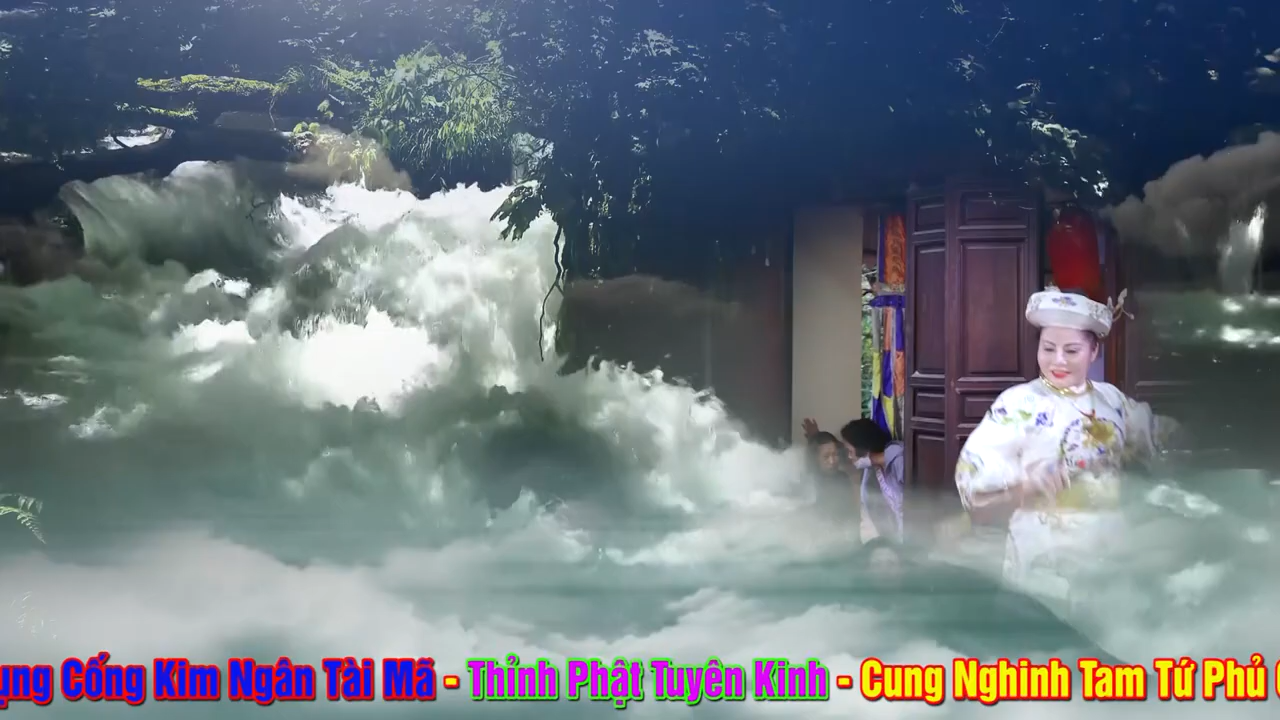 Cống Kim Ngân Tài Mã - Thỉnh Phật Tuyên Kinh - Cung Nghinh Tam Tứ Phủ